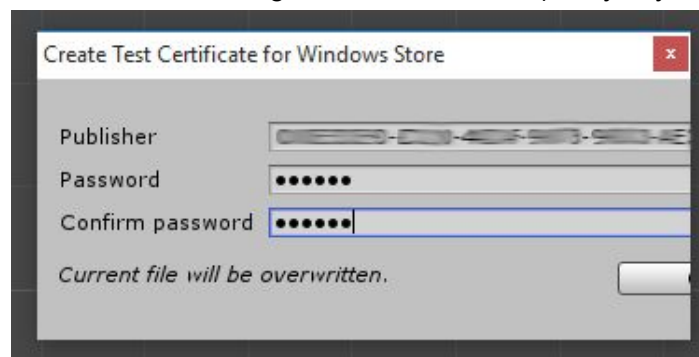 Create Test Certificate for Windows Store
x
Publisher
Password ●●●●●●
Confirm password ●●●●●●
Current file will be overwritten.